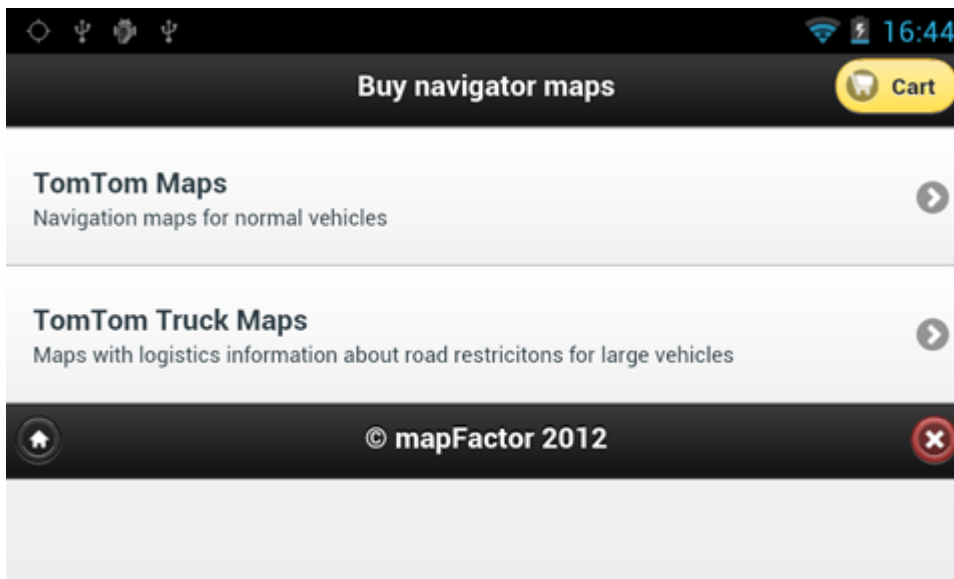 16:44
Buy navigator maps
Cart
TomTom Maps
Navigation maps for normal vehicles
TomTom Truck Maps
Maps with logistics information about road restricitons for large vehicles
© mapFactor 2012